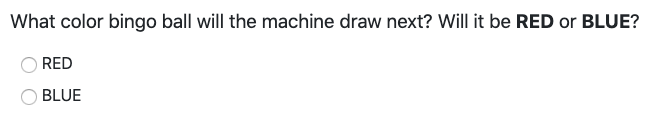 What color bingo ball will the machine draw next? Will it be RED or BLUE?
RED
BLUE